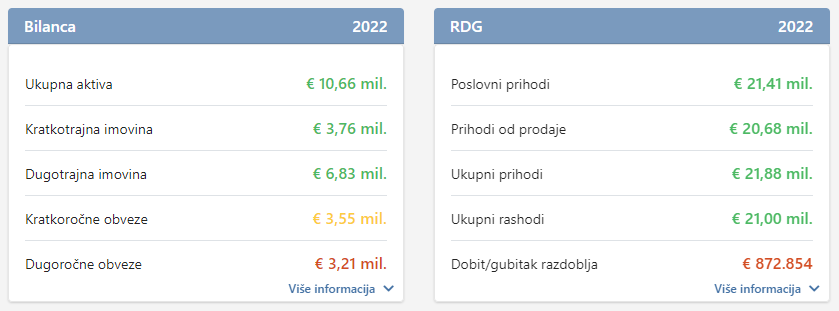 Bilanca 2022
Ukupna aktiva € 10,66 mil.
Kratkotrajna imovina € 3,76 mil.
Dugotrajna imovina € 6,83 mil.
Kratkoročne obveze € 3,55 mil.
Dugoročne obveze € 3,21 mil.
Više informacija
RDG 2022
Poslovni prihodi € 21,41 mil.
Prihodi od prodaje € 20,68 mil.
Ukupni prihodi € 21,88 mil.
Ukupni rashodi € 21,00 mil.
Dobit/gubitak razdoblja € 872.854
Više informacija